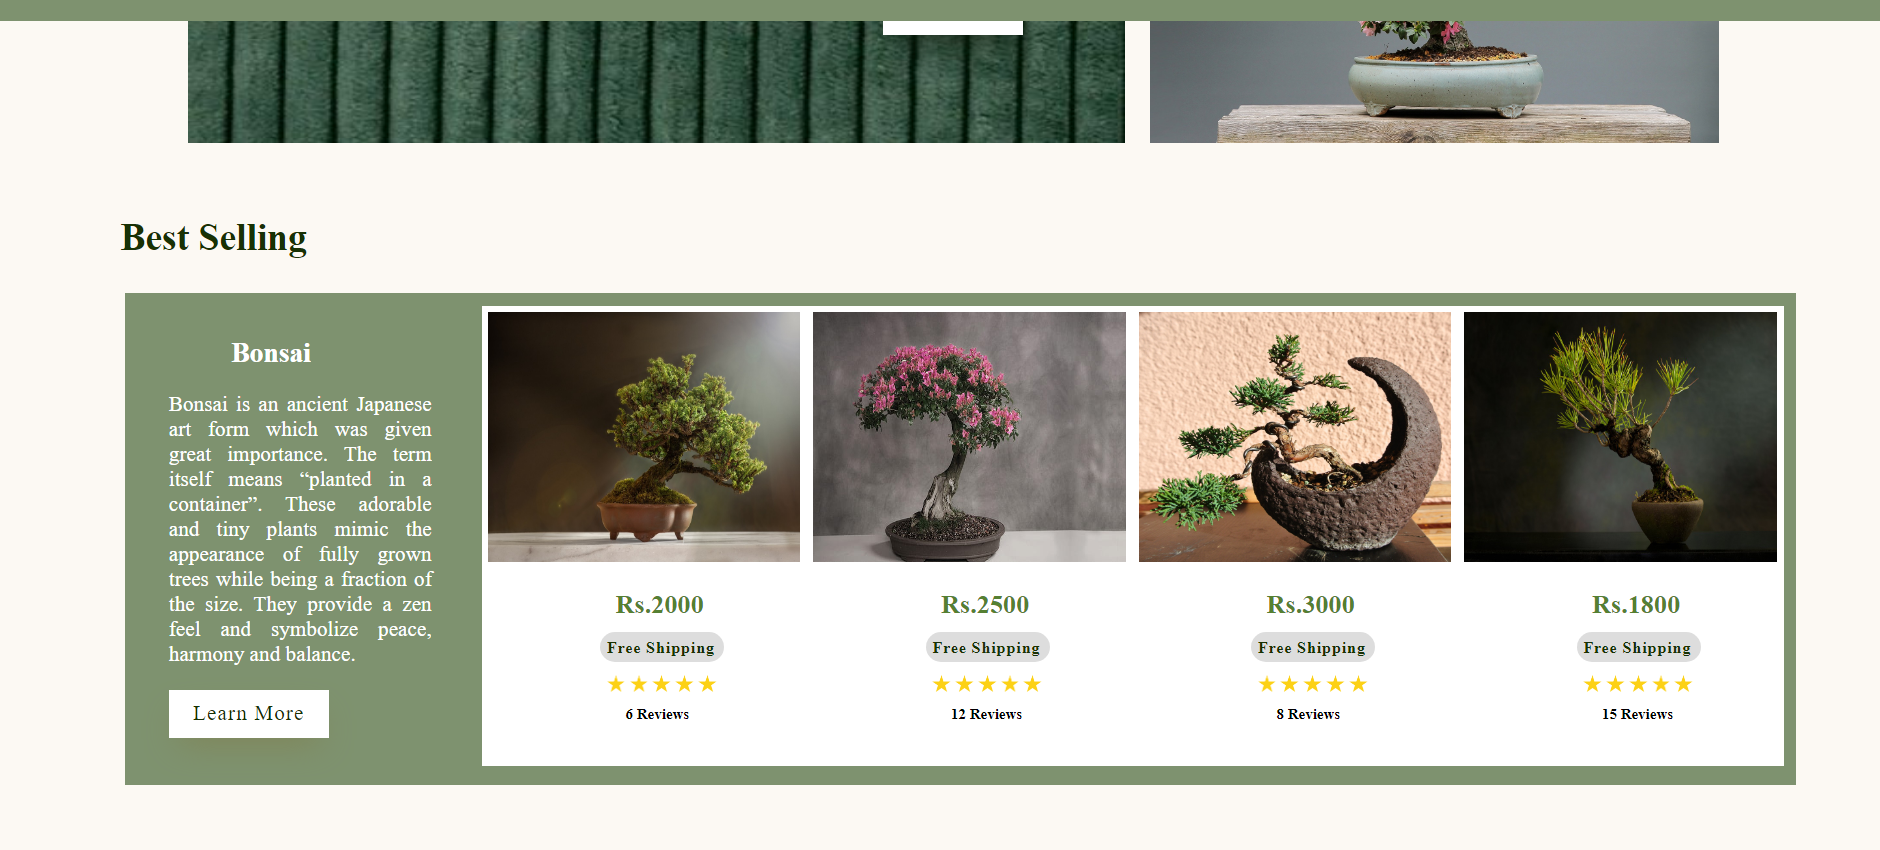 Best Selling
Bonsai
Bonsai is an ancient Japanese
art form which was given
great importance. The term
itself means “planted in a
container”. These adorable
and tiny plants mimic the
appearance of fully grown
trees while being a fraction of
the size. They provide a zen
feel and symbolize peace,
harmony and balance.
Learn More
Rs.2000
Free Shipping
6 Reviews
Rs.2500
Free Shipping
12 Reviews
Rs.3000
Free Shipping
8 Reviews
Rs.1800
Free Shipping
15 Reviews